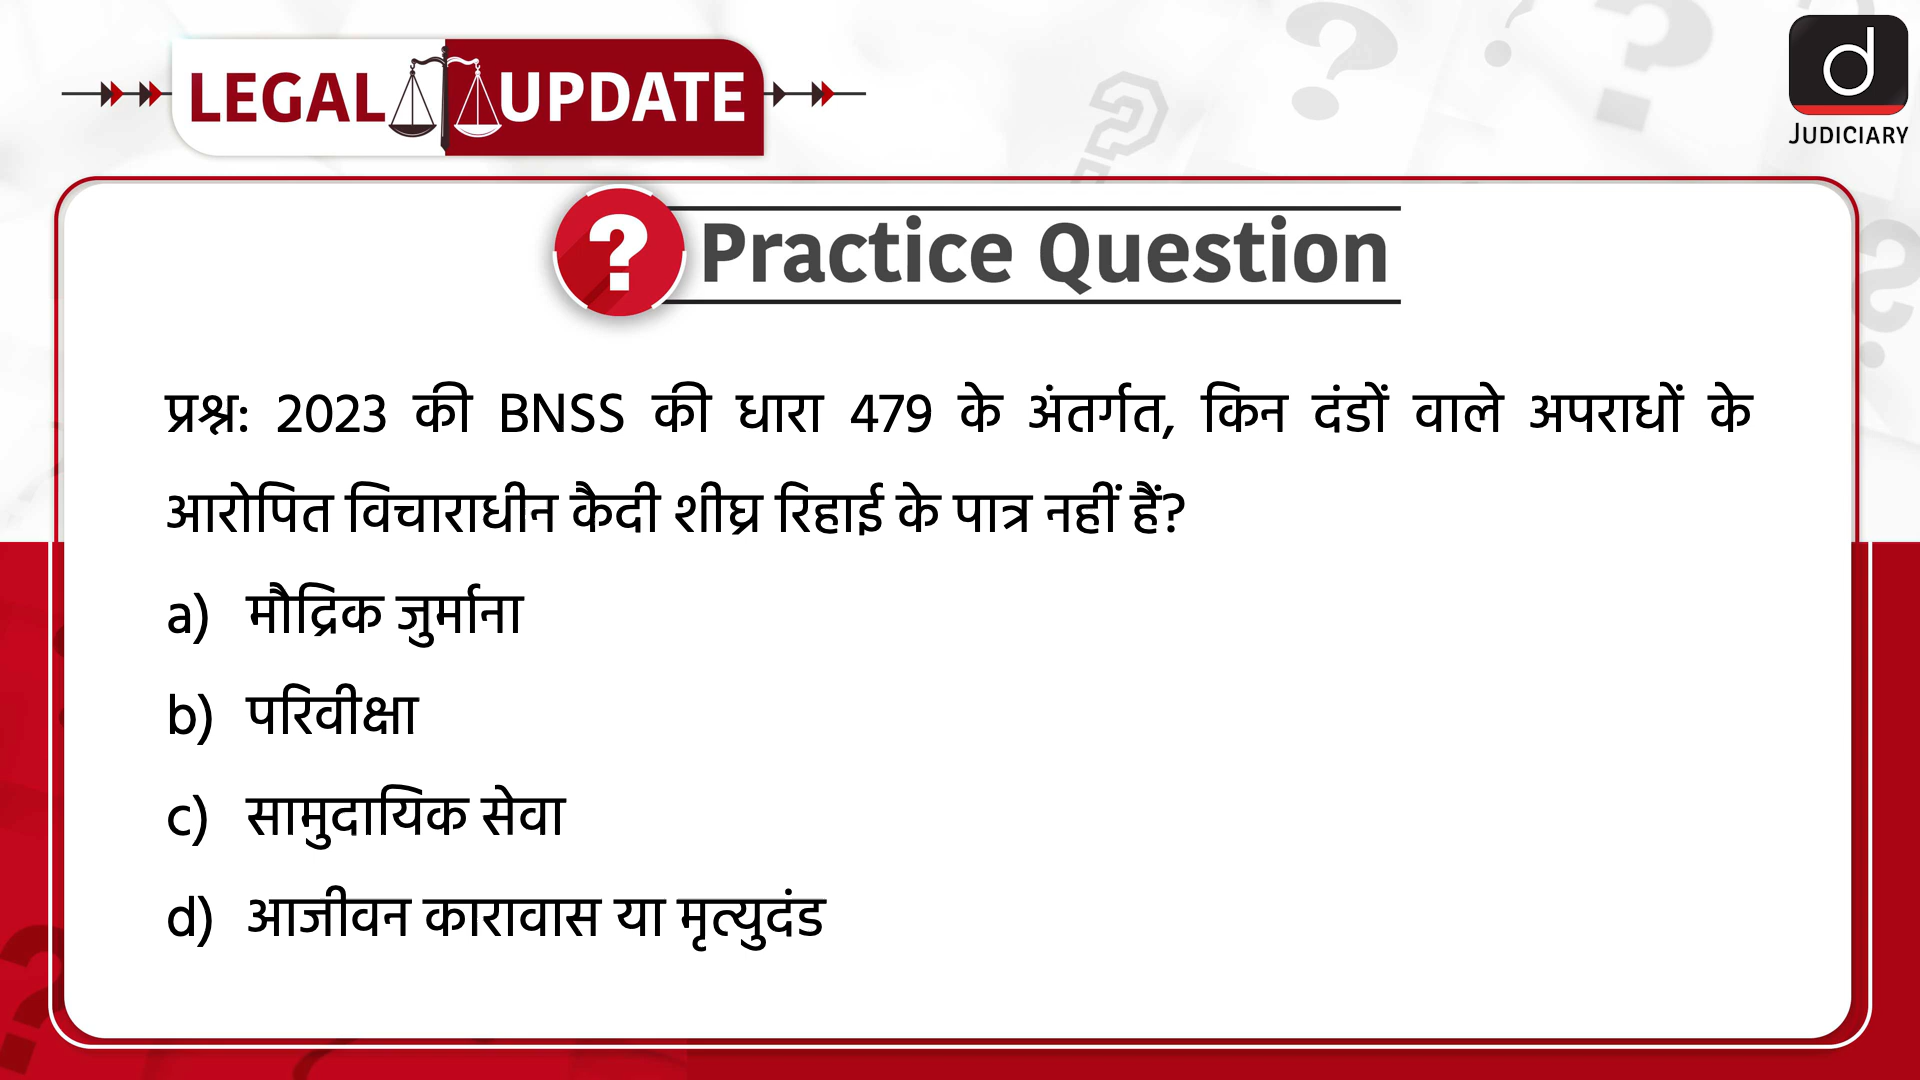 LEGAL UPDATE
d
JUDICIARY
? Practice Question
प्रश्न: 2023 की BNSS की धारा 479 के अंतर्गत, किन दंडों वाले अपराधों के
आरोपित विचाराधीन कैदी शीघ्र रिहाई के पात्र नहीं हैं?
a) मौद्रिक जुर्माना
b) परिवीक्षा
c) सामुदायिक सेवा
d) आजीवन कारावास या मृत्युदंड